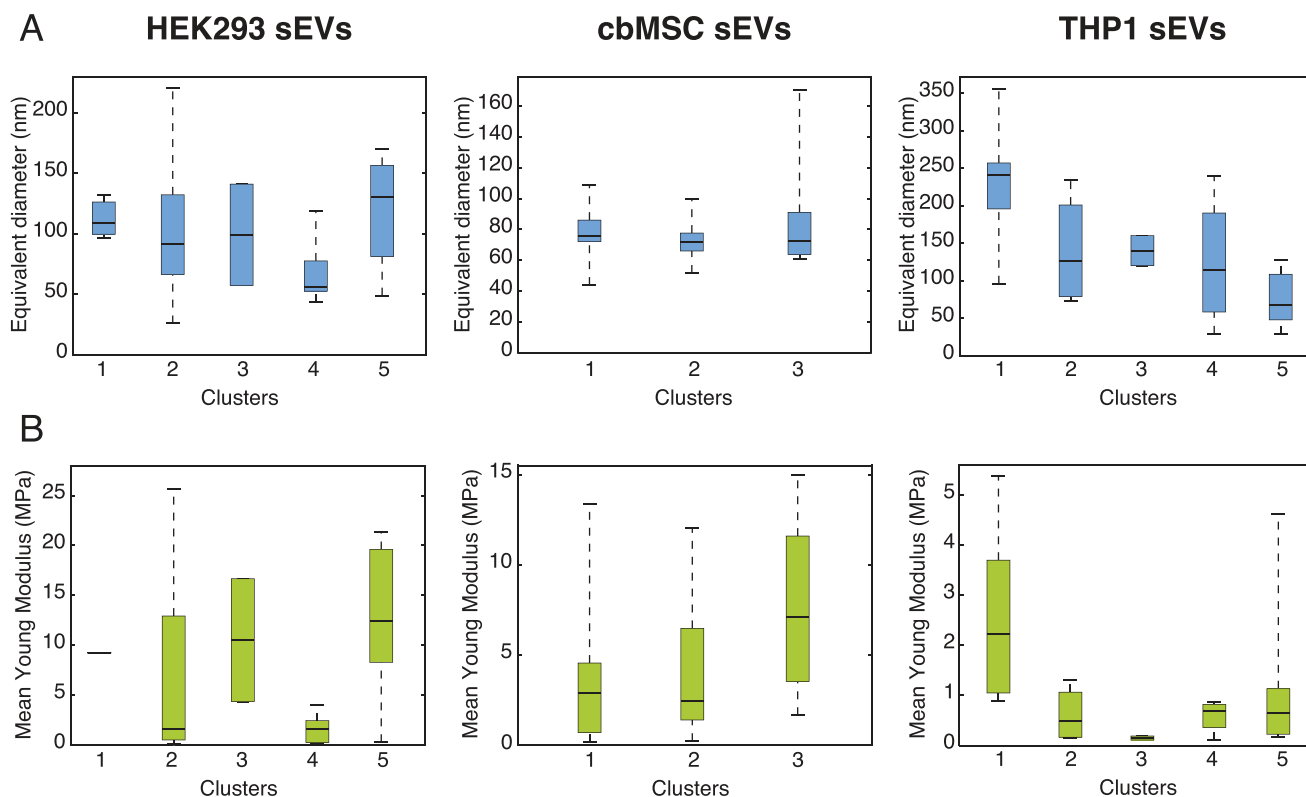 A
HEK293 sEVs
cbMSC sEVs
THP1 sEVs
Equivalent diameter (nm)
200
150
100
50
0
1 2 3 4 5
Clusters
Equivalent diameter (nm)
160
140
120
100
80
60
40
20
0
1 2 3
Clusters
Equivalent diameter (nm)
350
300
250
200
150
100
50
0
1 2 3 4 5
Clusters
B
Mean Young Modulus (MPa)
25
20
15
10
5
0
1 2 3 4 5
Clusters
Mean Young Modulus (MPa)
15
10
5
0
1 2 3
Clusters
Mean Young Modulus (MPa)
5
4
3
2
1
0
1 2 3 4 5
Clusters